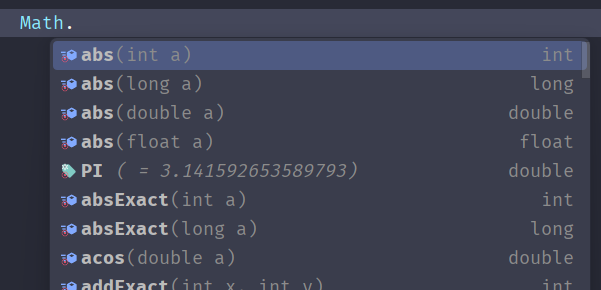 Math.
abs(int a) int
abs(long a) long
abs(double a) double
abs(float a) float
PI ( = 3.141592653589793) double
absExact(int a) int
absExact(long a) long
acos(double a) double
addExact(int x, int y) int